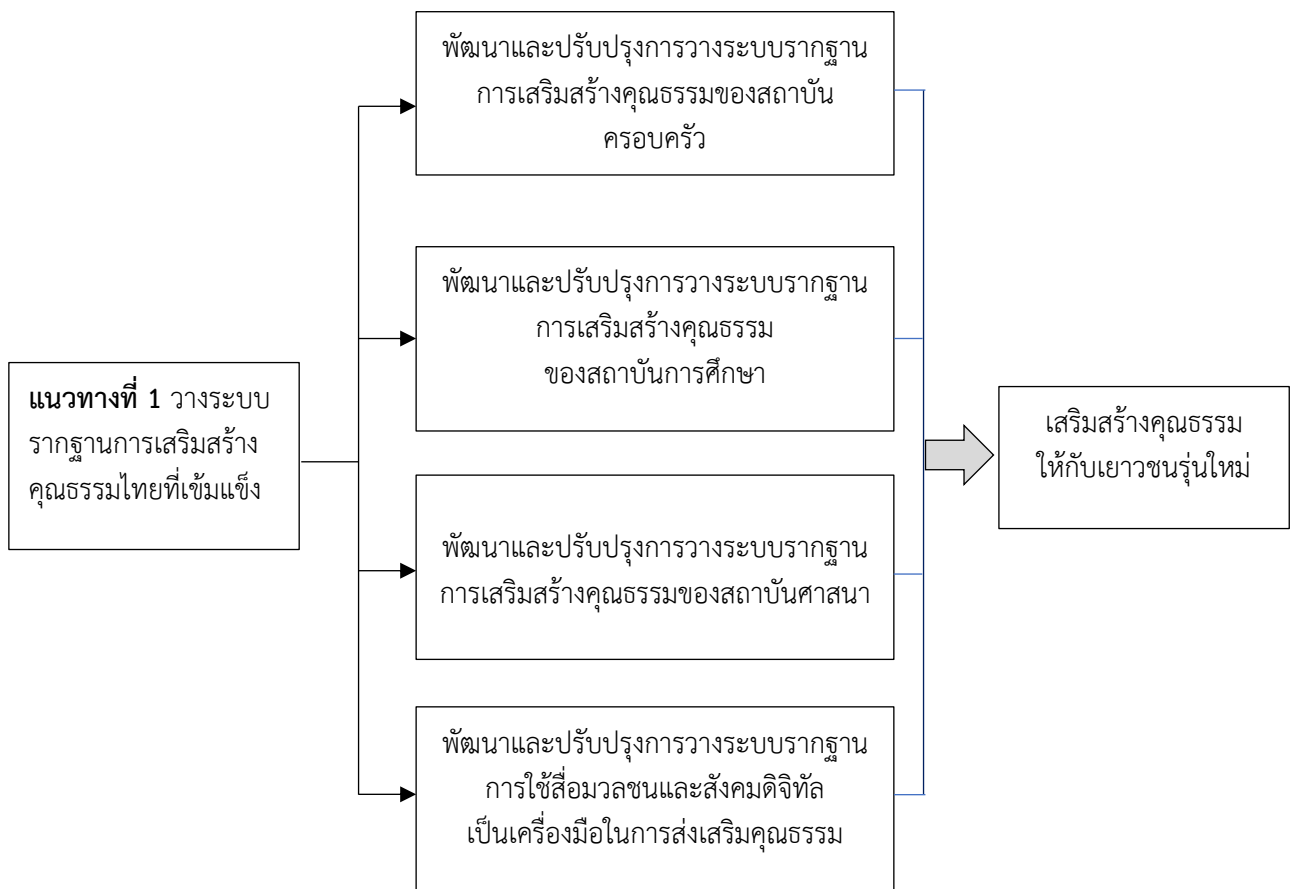 พัฒนาและปรับปรุงการวางระบบรากฐาน
การเสริมสร้างคุณธรรมของสถาบัน
ครอบครัว
พัฒนาและปรับปรุงการวางระบบรากฐาน
การเสริมสร้างคุณธรรม
ของสถาบันการศึกษา
แนวทางที่ 1 วางระบบ
รากฐานการเสริมสร้าง
คุณธรรมไทยที่เข้มแข็ง
เสริมสร้างคุณธรรม
ให้กับเยาวชนรุ่นใหม่
พัฒนาและปรับปรุงการวางระบบรากฐาน
การเสริมสร้างคุณธรรมของสถาบันศาสนา
พัฒนาและปรับปรุงการวางระบบรากฐาน
การใช้สื่อมวลชนและสังคมดิจิทัล
เป็นเครื่องมือในการส่งเสริมคุณธรรม